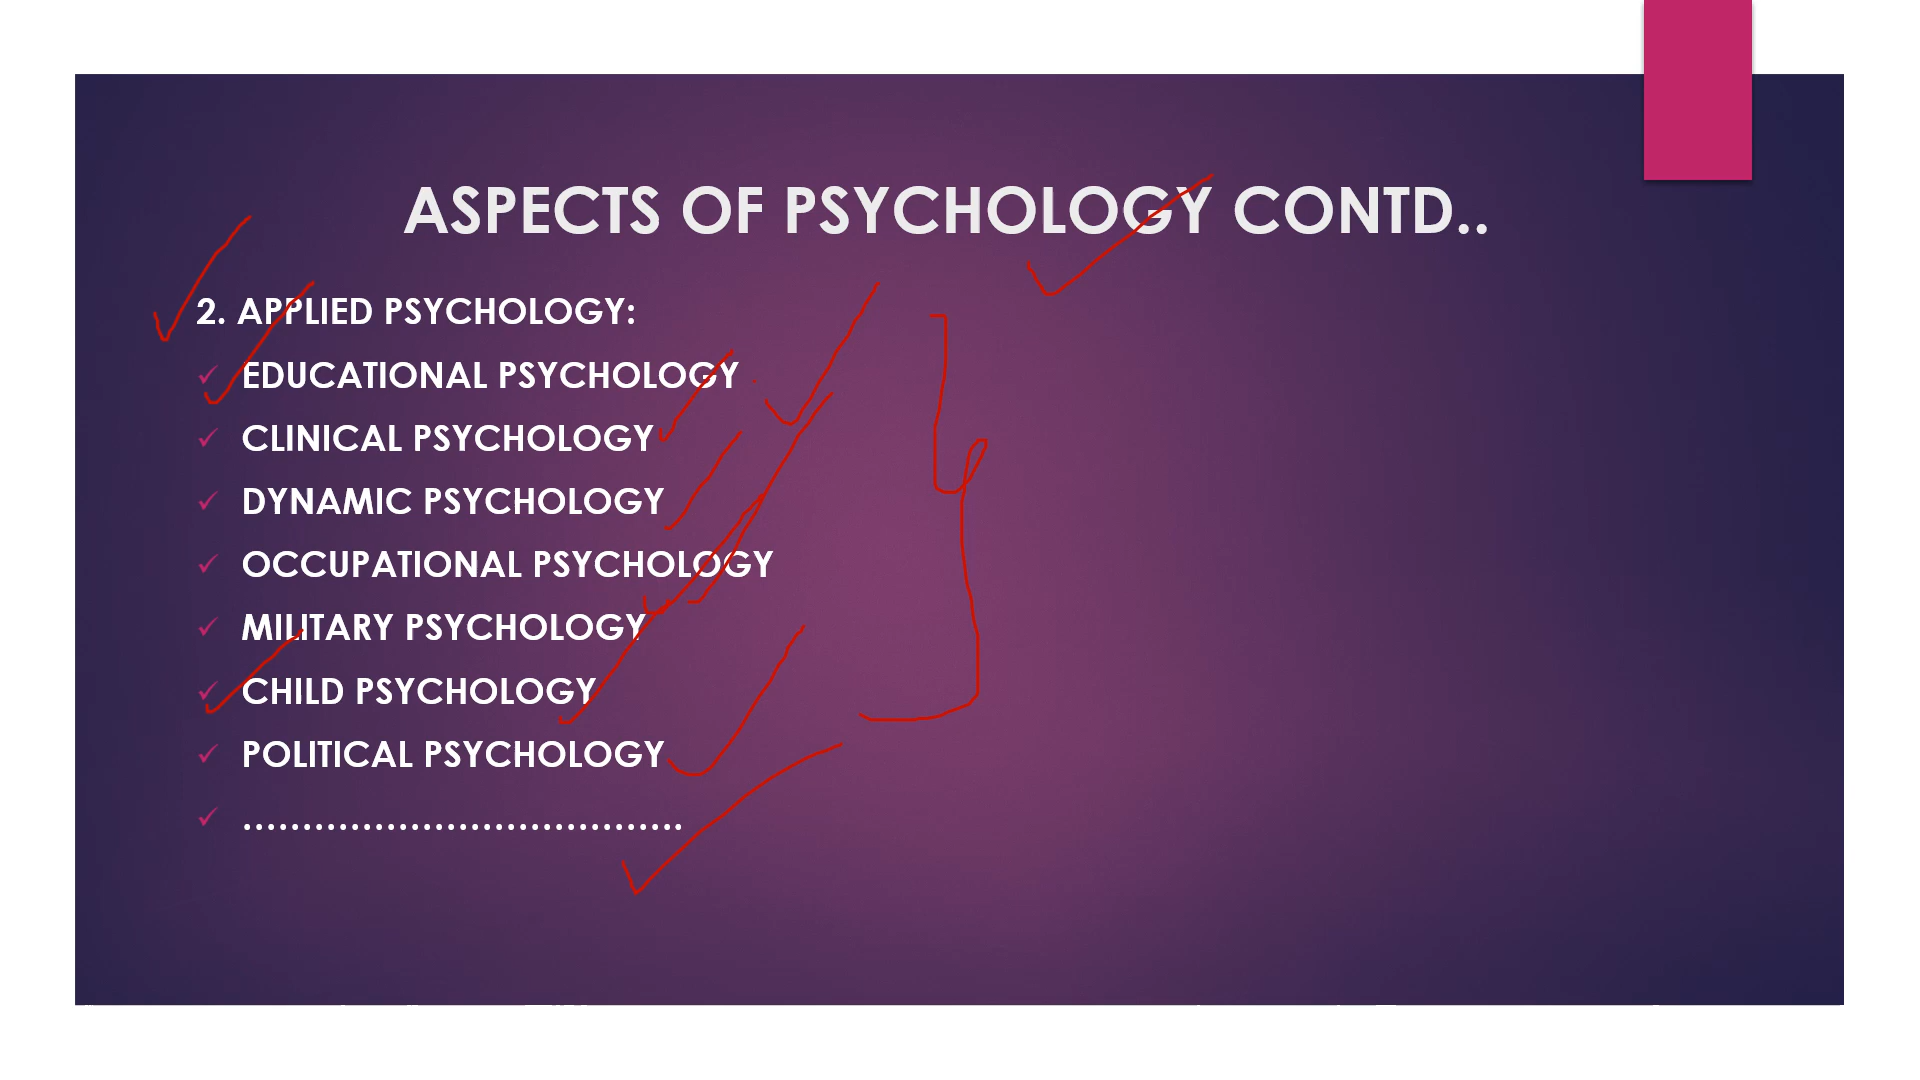 ASPECTS OF PSYCHOLOGY CONTD..
2. APPLIED PSYCHOLOGY:
✓ EDUCATIONAL PSYCHOLOGY
✓ CLINICAL PSYCHOLOGY
✓ DYNAMIC PSYCHOLOGY
✓ OCCUPATIONAL PSYCHOLOGY
✓ MILITARY PSYCHOLOGY
✓ CHILD PSYCHOLOGY
✓ POLITICAL PSYCHOLOGY
✓ .....................................